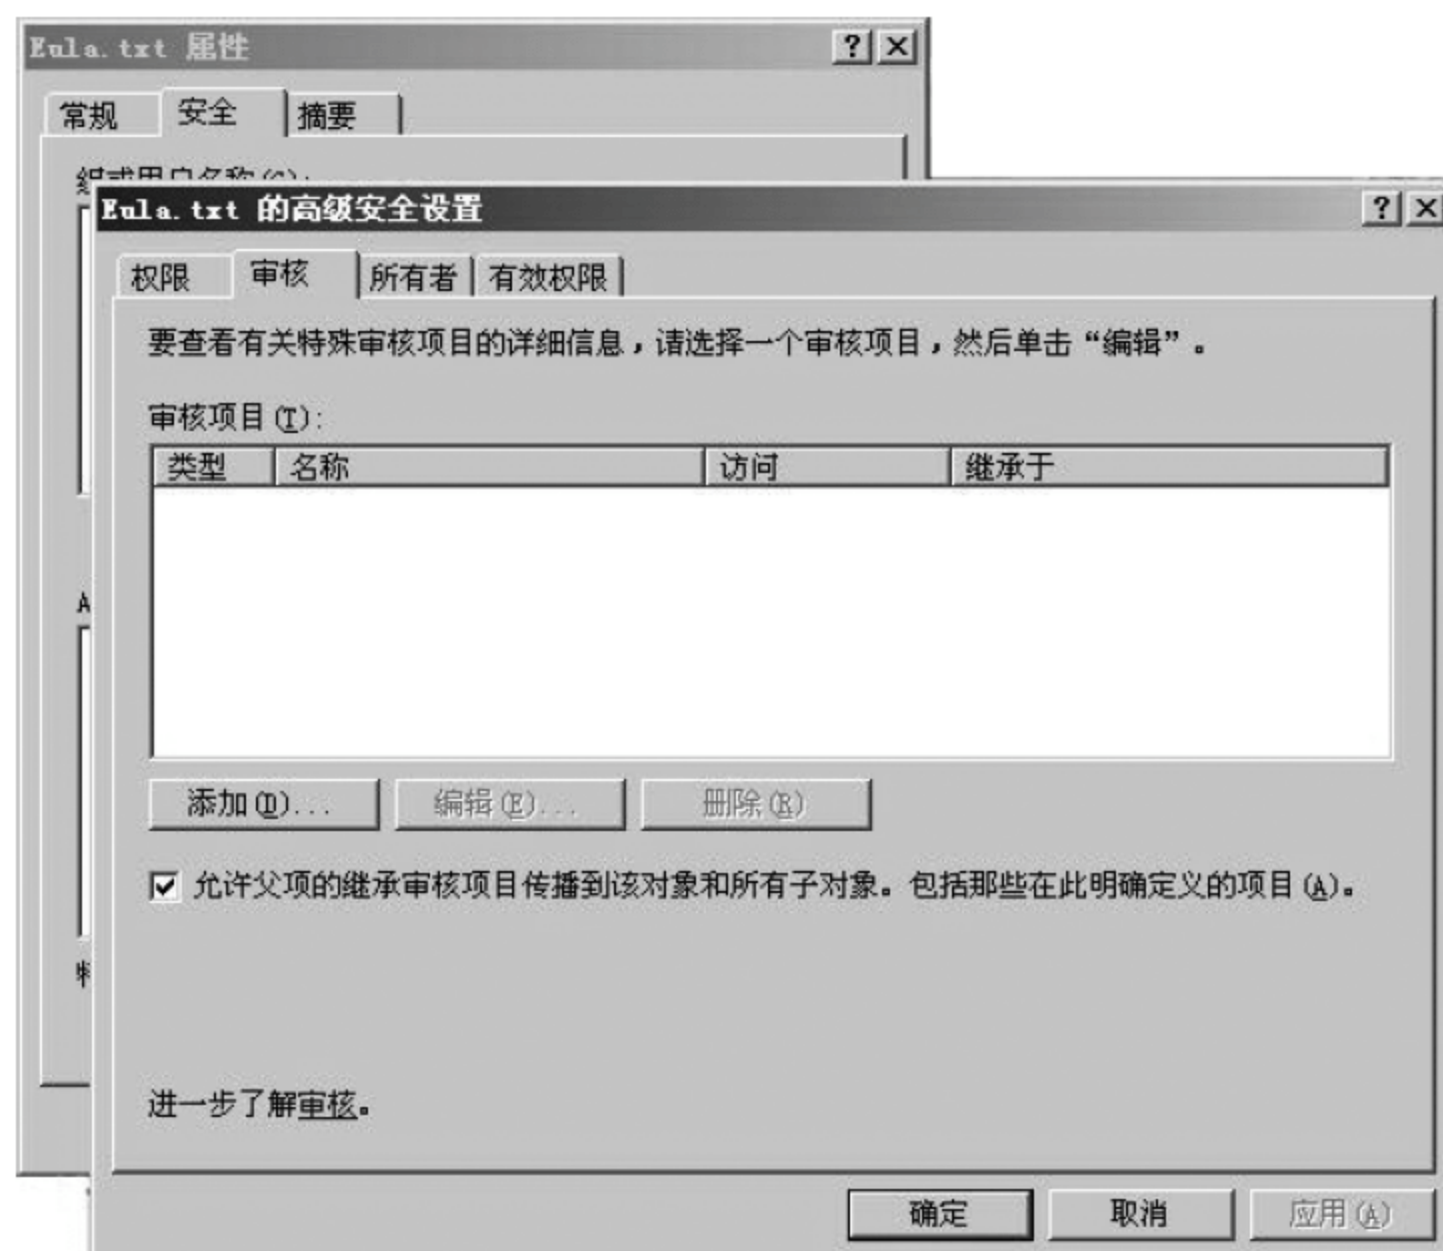 Eula.txt 属性
常规 安全 摘要
组或用户名称(G):
Eula.txt 的高级安全设置
权限 审核 所有者 有效权限
要查看有关特殊审核项目的详细信息，请选择一个审核项目，然后单击“编辑”。
审核项目(T):
类型 名称 访问 继承于
A
添加(D)... 编辑(E)... 删除(R)
允许父项的继承审核项目传播到该对象和所有子对象。包括那些在此明确定义的项目(A)。
进一步了解审核。
确定 取消 应用(A)